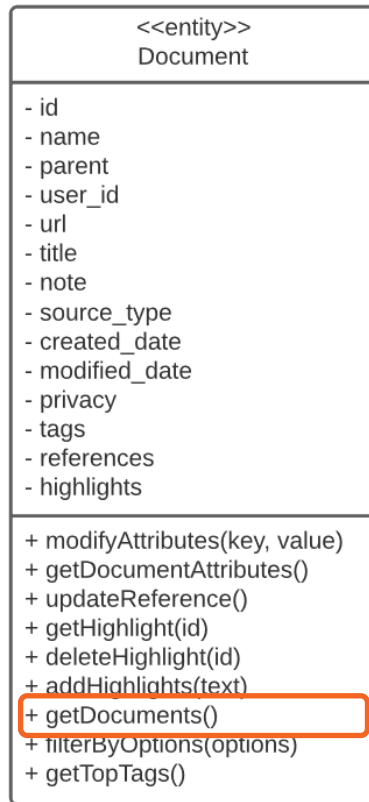 <<entity>>
Document
- id
- name
- parent
- user_id
- url
- title
- note
- source_type
- created_date
- modified_date
- privacy
- tags
- references
- highlights
+ modifyAttributes(key, value)
+ getDocumentAttributes()
+ updateReference()
+ getHighlight(id)
+ deleteHighlight(id)
+ addHighlights(text)
+ getDocuments()
+ filterByOptions(options)
+ getTopTags()